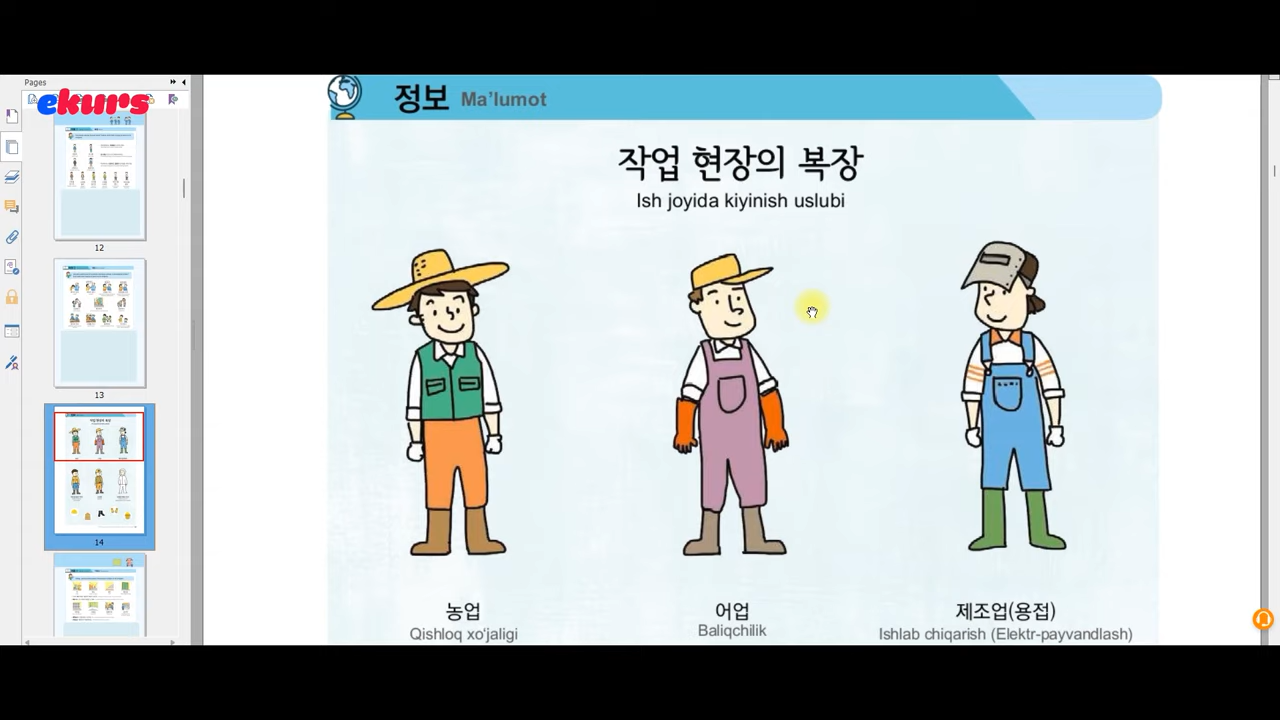 Pages
ekurs
12
13
14
정보 Ma'lumot
작업 현장의 복장
Ish joyida kiyinish uslubi
농업
Qishloq xo'jaligi
어업
Baliqchilik
제조업(용접)
Ishlab chiqarish (Elektr-payvandlash)